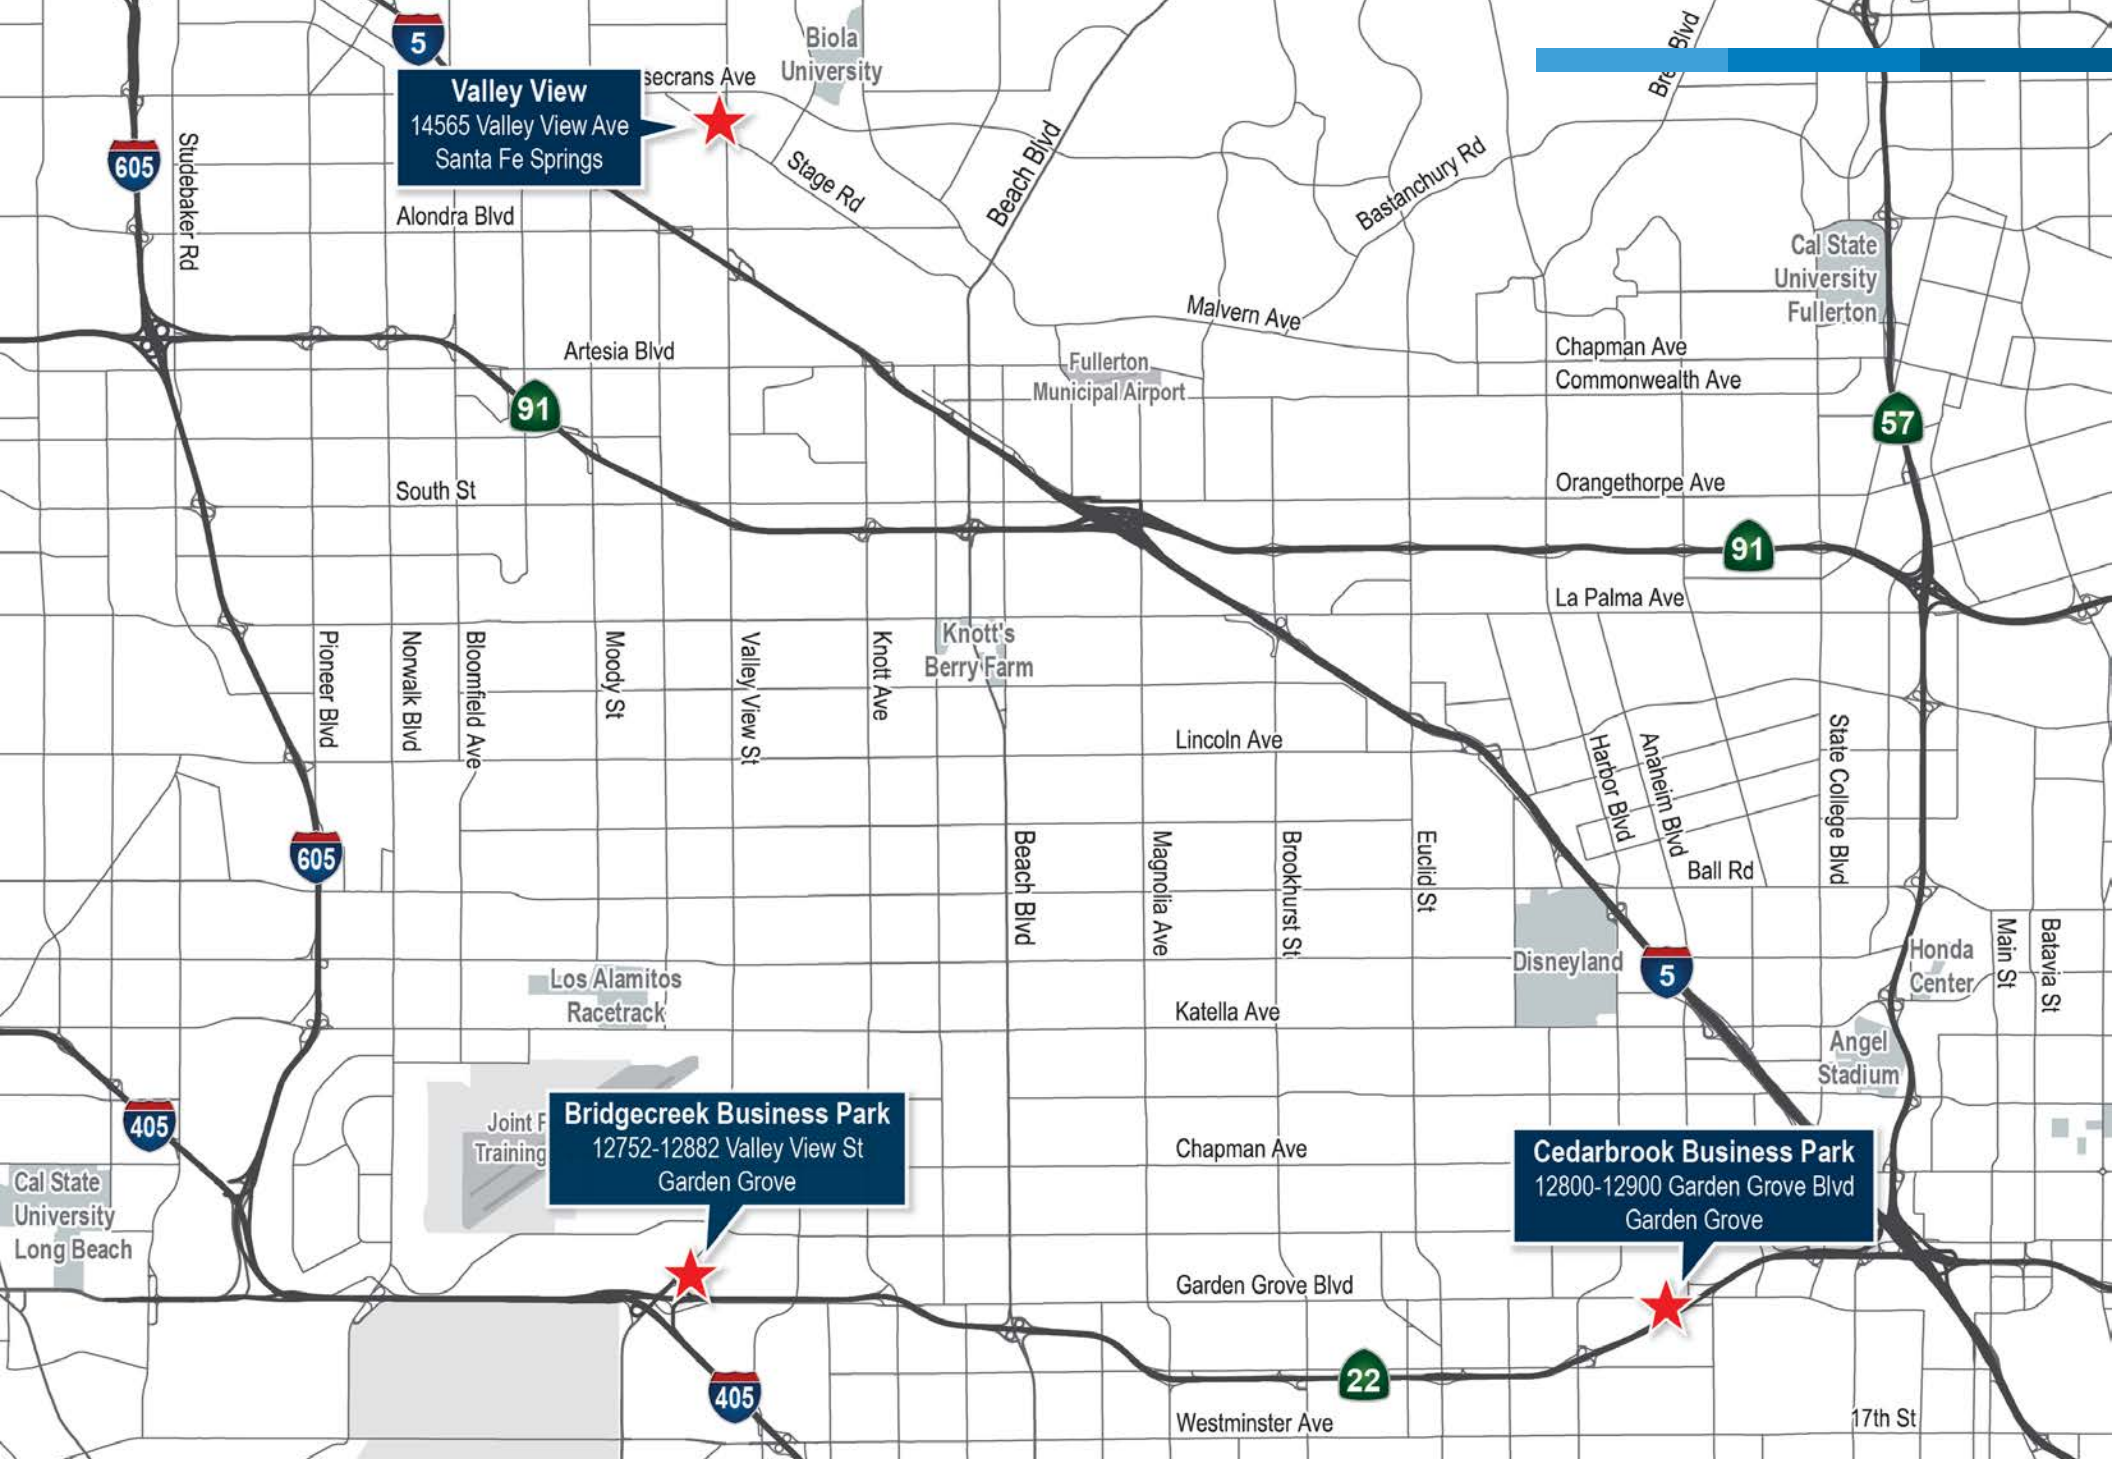 5
Biola
University
secrans Ave
Valley View
14565 Valley View Ave
Santa Fe Springs
605
Studebaker Rd
Alondra Blvd
Stage Rd
Beach Blvd
Bastanchury Rd
Blvd
Cal State
University
Fullerton
Malvern Ave
Artesia Blvd
Fullerton
Municipal Airport
Chapman Ave
Commonwealth Ave
91
57
South St
Orangethorpe Ave
91
La Palma Ave
Pioneer Blvd
Norwalk Blvd
Bloomfield Ave
Moody St
Valley View St
Knott Ave
Knott's
Berry Farm
Lincoln Ave
Harbor Blvd
Anaheim Blvd
State College Blvd
605
Beach Blvd
Magnolia Ave
Brookhurst St
Euclid St
Ball Rd
Disneyland
5
Honda
Center
Main St
Batavia St
Los Alamitos
Racetrack
Katella Ave
Angel
Stadium
405
Joint F
Training
Bridgecreek Business Park
12752-12882 Valley View St
Garden Grove
Chapman Ave
Cedarbrook Business Park
12800-12900 Garden Grove Blvd
Garden Grove
Cal State
University
Long Beach
Garden Grove Blvd
22
405
Westminster Ave
17th St